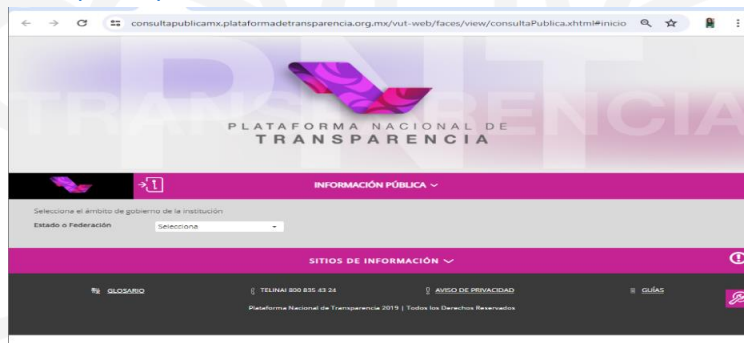 consultapublicamx.plataformadetransparencia.org.mx/vut-web/faces/view/consultaPublica.xhtml#inicio
PNT
TRANSPARENCIA
PLATAFORMA NACIONAL DE
TRANSPARENCIA
INFORMACIÓN PÚBLICA
Selecciona el ámbito de gobierno de la institución
Estado o Federación Selecciona
SITIOS DE INFORMACIÓN
GLOSARIO TELINAI 800 835 43 24 AVISO DE PRIVACIDAD GUÍAS
Plataforma Nacional de Transparencia 2019 | Todos los Derechos Reservados